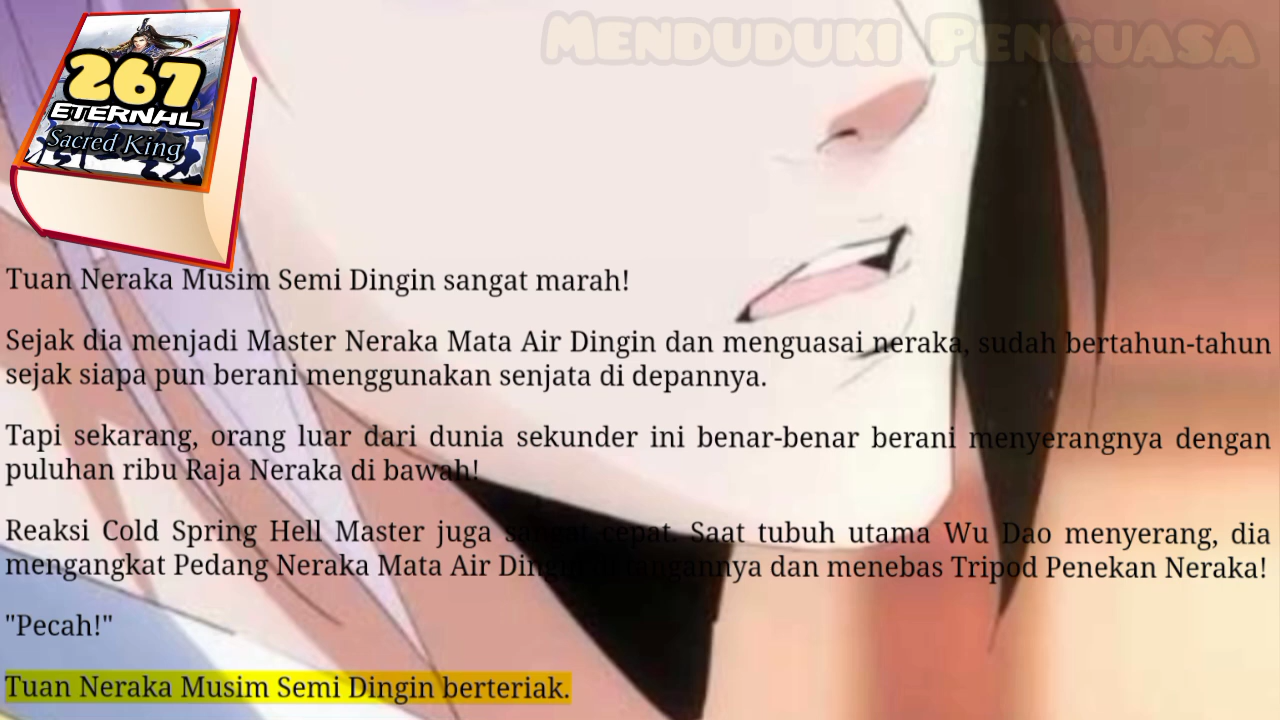 Menduduki Penguasa
267
ETERNAL
Sacred King
Tuan Neraka Musim Semi Dingin sangat marah!
Sejak dia menjadi Master Neraka Mata Air Dingin dan menguasai neraka, sudah bertahun-tahun
sejak siapa pun berani menggunakan senjata di depannya.
Tapi sekarang, orang luar dari dunia sekunder ini benar-benar berani menyerangnya dengan
puluhan ribu Raja Neraka di bawah!
Reaksi Cold Spring Hell Master juga sangat cepat. Saat tubuh utama Wu Dao menyerang, dia
mengangkat Pedang Neraka Mata Air Dingin di tangannya dan menebas Tripod Penekan Neraka!
"Pecah!"
Tuan Neraka Musim Semi Dingin berteriak.